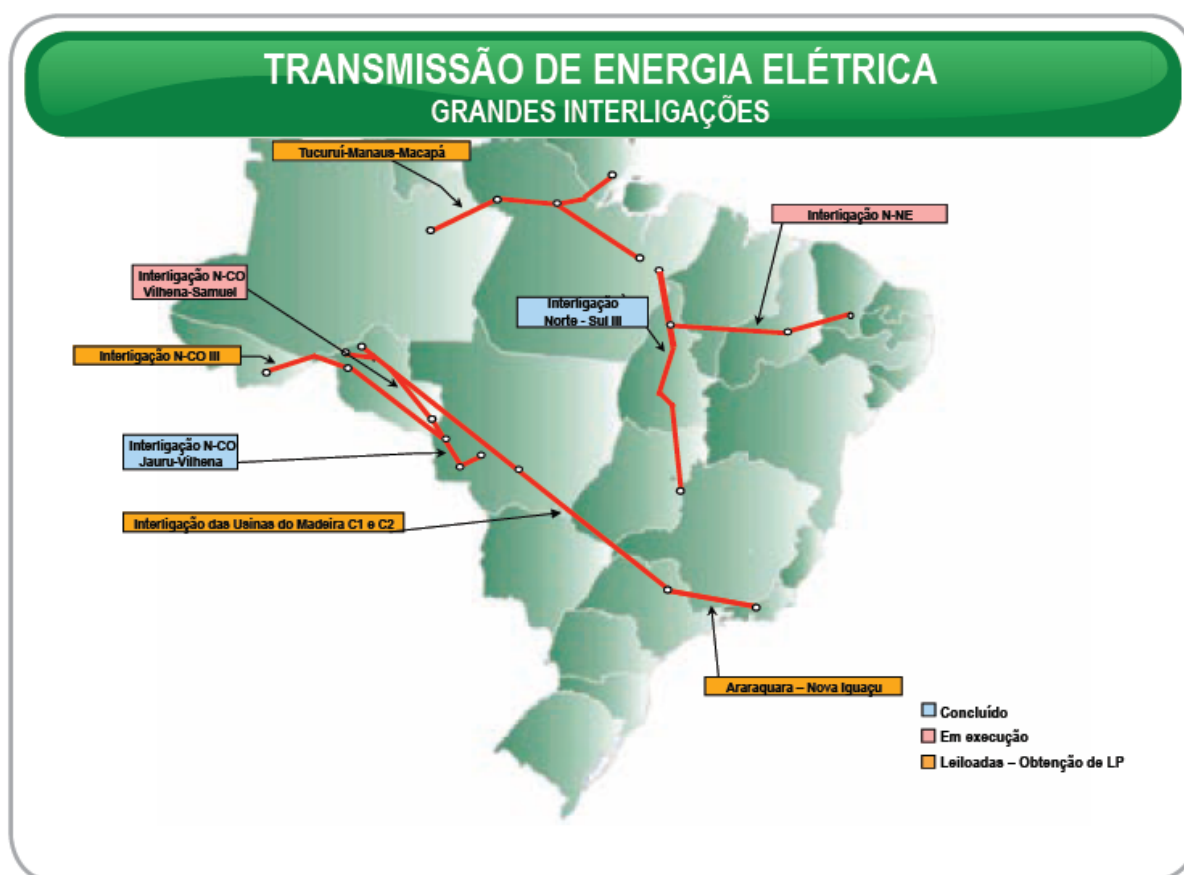 TRANSMISSÃO DE ENERGIA ELÉTRICA
GRANDES INTERLIGAÇÕES
Tucuruí-Manaus-Macapá
Interligação N-NE
Interligação N-CO
Vilhena-Samuel
Interligação
Norte - Sul III
Interligação N-CO III
Interligação N-CO
Jauru-Vilhena
Interligação das Usinas do Madeira C1 e C2
Araraquara – Nova Iguaçu
Concluído
Em execução
Leiloadas – Obtenção de LP